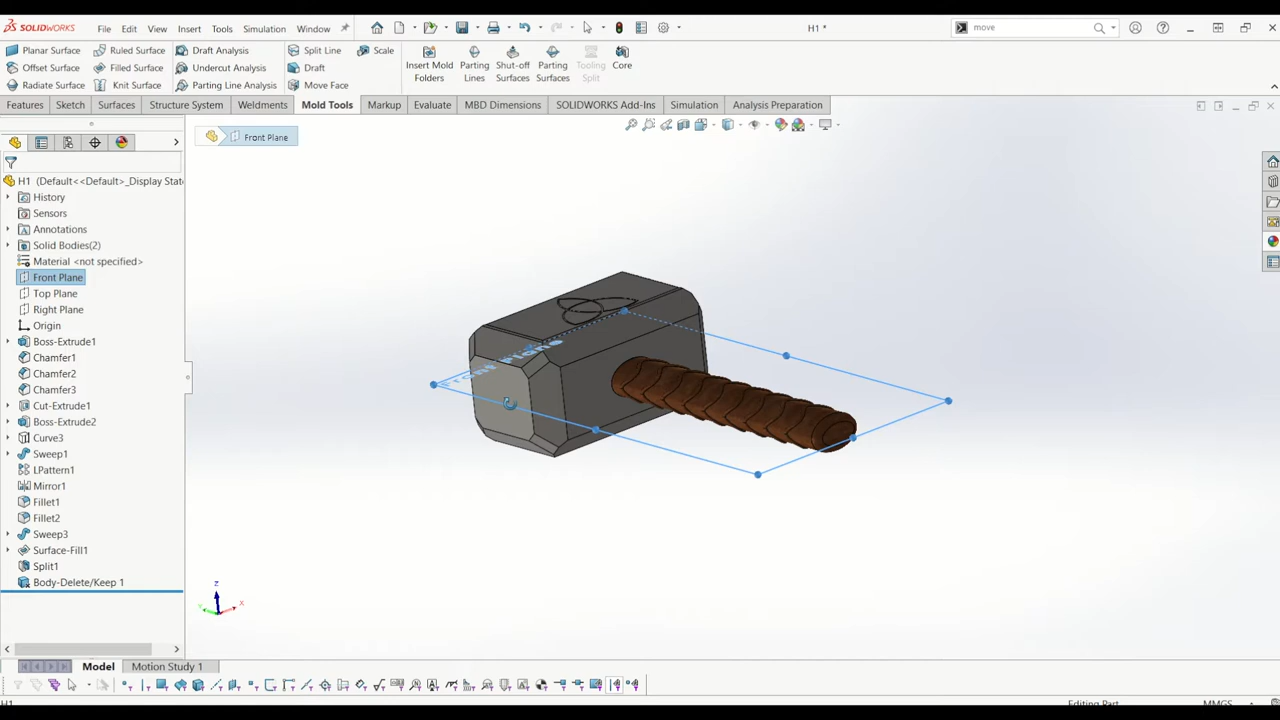 SOLIDWORKS File Edit View Insert Tools Simulation Window H1 * move
Planar Surface Ruled Surface Draft Analysis Split Line Scale
Offset Surface Filled Surface Undercut Analysis Draft
Radiate Surface Knit Surface Parting Line Analysis Move Face
Insert Mold Folders Parting Lines Shut-off Surfaces Parting Surfaces Tooling Split Core
Features Sketch Surfaces Structure System Weldments Mold Tools Markup Evaluate MBD Dimensions SOLIDWORKS Add-Ins Simulation Analysis Preparation
Front Plane
H1 (Default<<Default>_Display Stat
History
Sensors
Annotations
Solid Bodies(2)
Material <not specified>
Front Plane
Top Plane
Right Plane
Origin
Boss-Extrude1
Chamfer1
Chamfer2
Chamfer3
Cut-Extrude1
Boss-Extrude2
Curve3
Sweep1
LPattern1
Mirror1
Fillet1
Fillet2
Sweep3
Surface-Fill1
Split1
Body-Delete/Keep 1
Front Plane
Z
Y X
Model Motion Study 1
H1 Editing Part MMGS